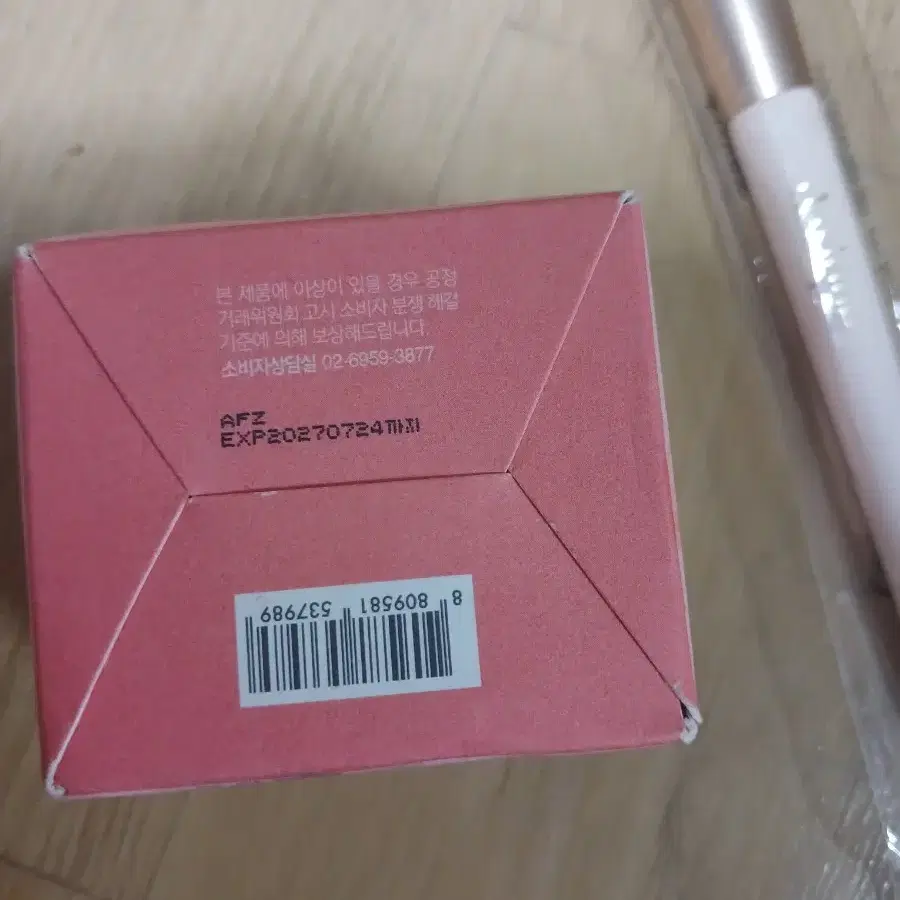 본 제품에 이상이 있을 경우 공정
거래위원회 고시 소비자 분쟁 해결
기준에 의해 보상해드립니다.
소비자상담실 02-6959-3877
AFZ
EXP20270724까지
8 809581 537989